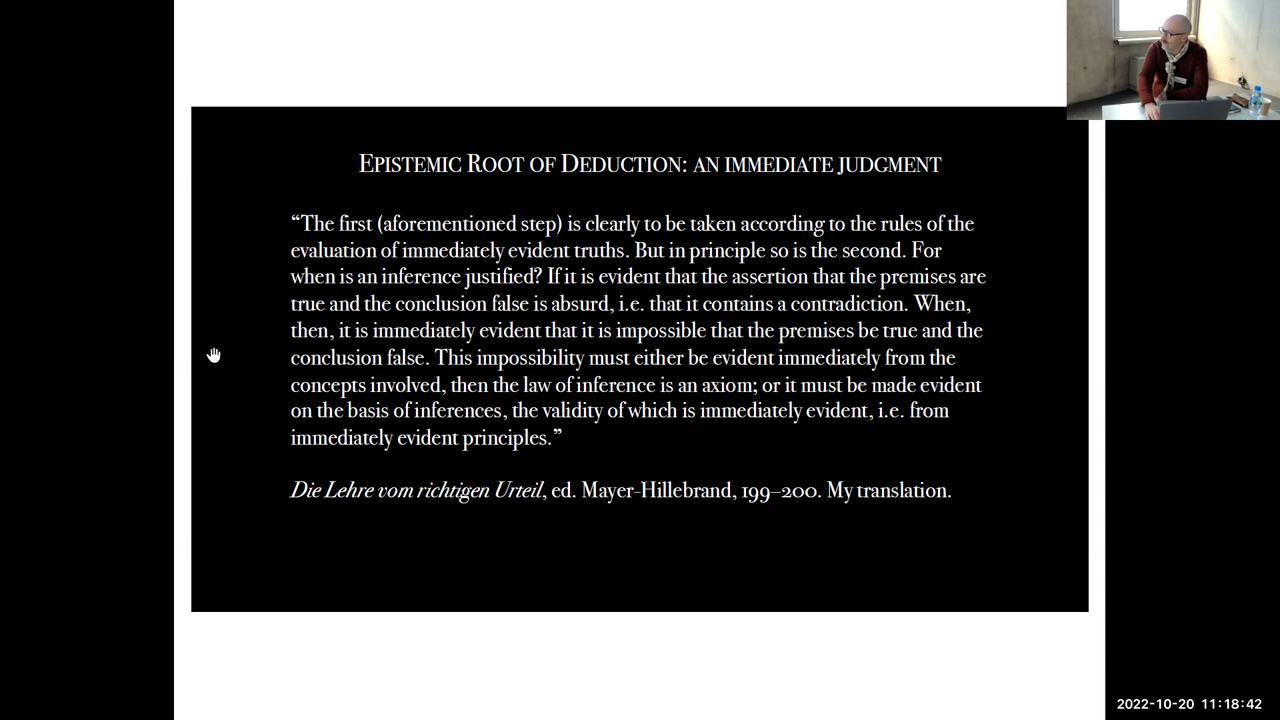 EPISTEMIC ROOT OF DEDUCTION: AN IMMEDIATE JUDGMENT
“The first (aforementioned step) is clearly to be taken according to the rules of the
evaluation of immediately evident truths. But in principle so is the second. For
when is an inference justified? If it is evident that the assertion that the premises are
true and the conclusion false is absurd, i.e. that it contains a contradiction. When,
then, it is immediately evident that it is impossible that the premises be true and the
conclusion false. This impossibility must either be evident immediately from the
concepts involved, then the law of inference is an axiom; or it must be made evident
on the basis of inferences, the validity of which is immediately evident, i.e. from
immediately evident principles.”
Die Lehre vom richtigen Urteil, ed. Mayer-Hillebrand, 199–200. My translation.
2022-10-20 11:18:42